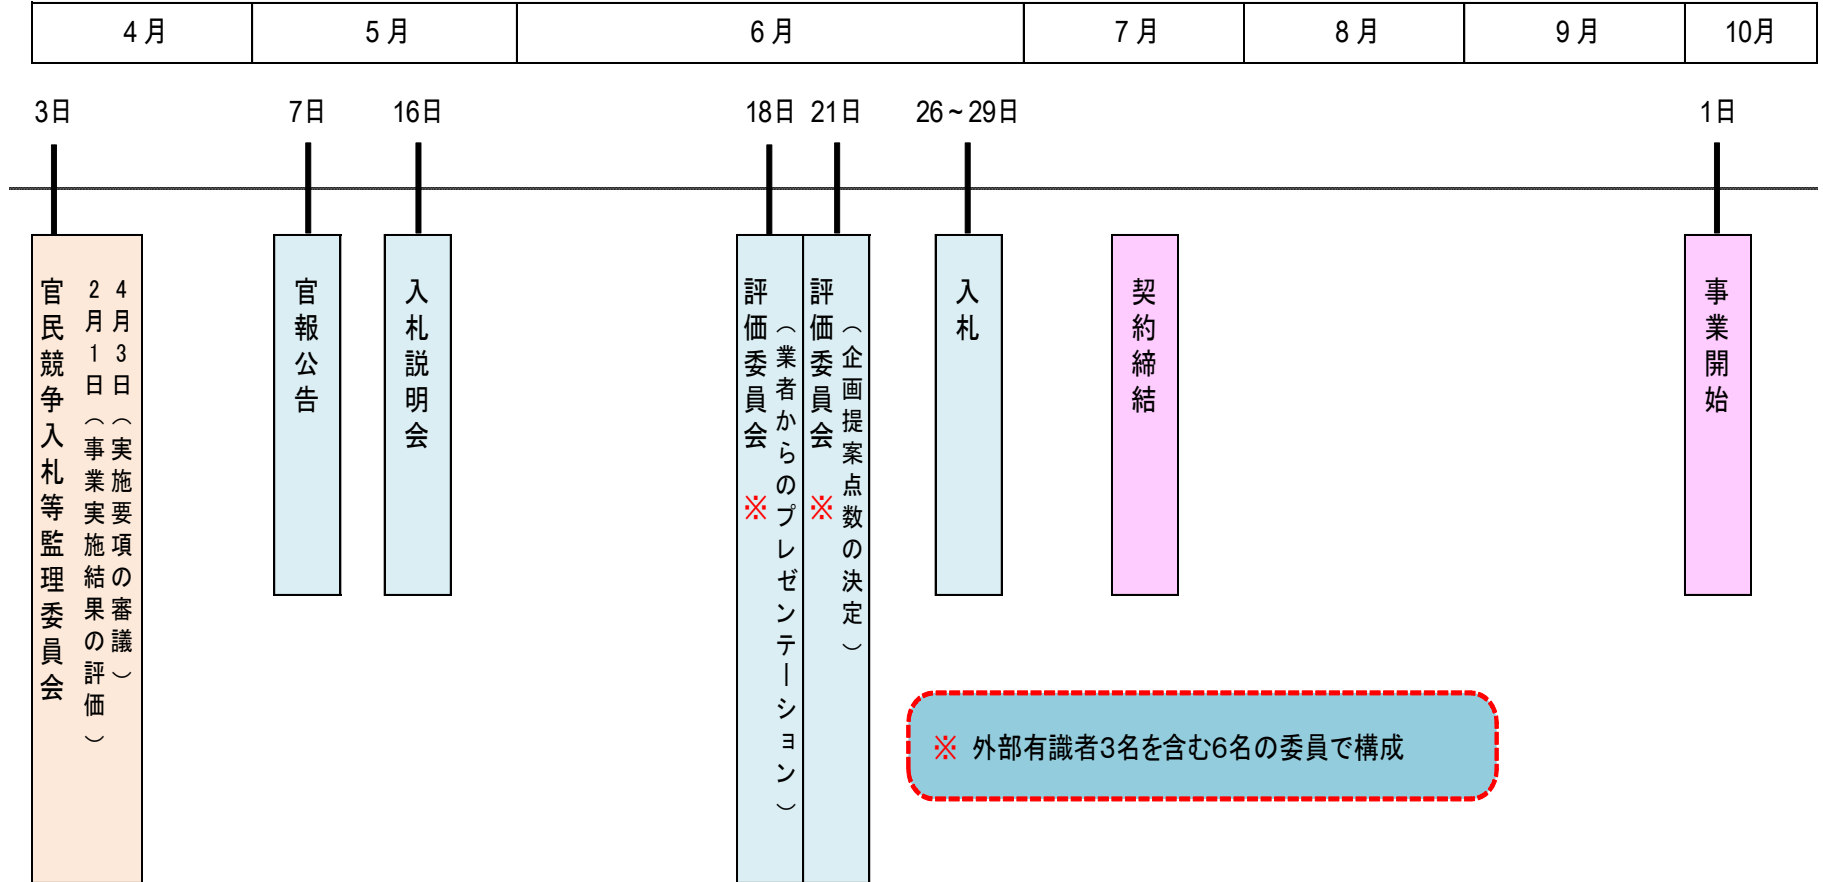 4月 5月 6月 7月 8月 9月 10月
3日 7日 16日 18日 21日 26~29日 1日
官民競争入札等監理委員会
4月3日(実施要項の審議)
2月1日(事業実施結果の評価)
官報公告
入札説明会
評価委員会 ※
(業者からのプレゼンテーション)
評価委員会 ※
(企画提案点数の決定)
入札
契約締結
事業開始
※ 外部有識者3名を含む6名の委員で構成